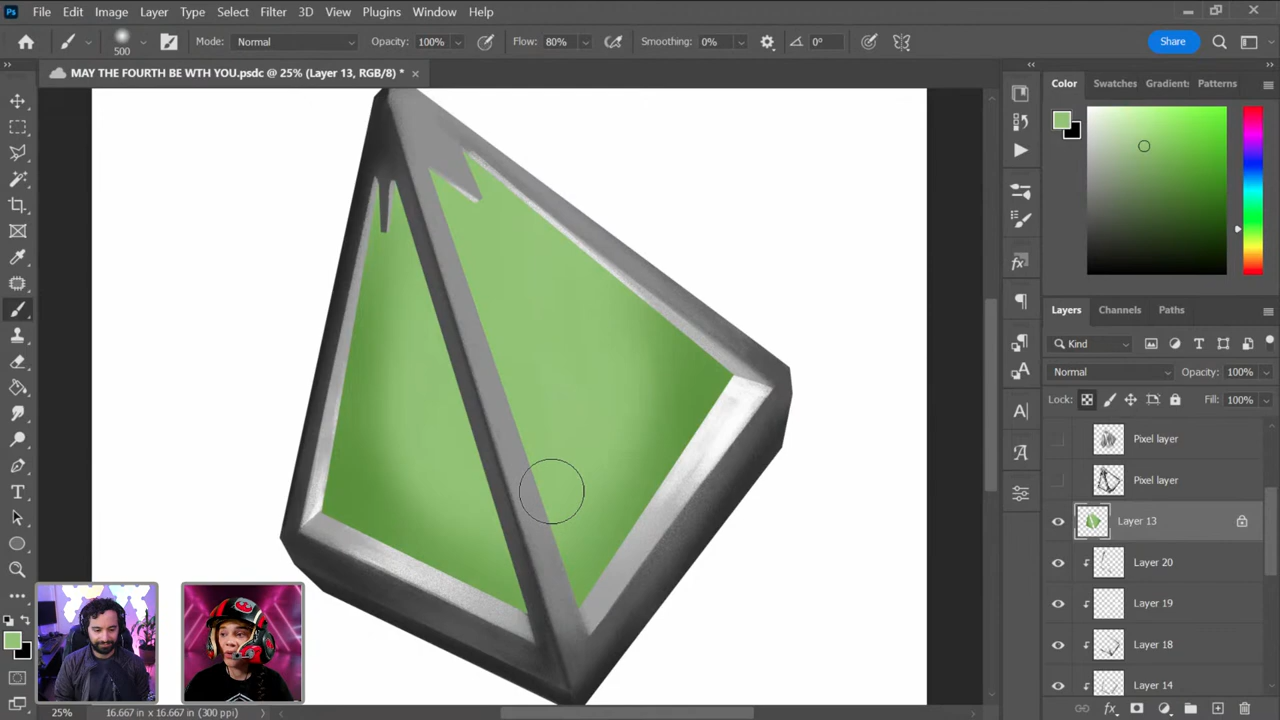 Ps File Edit Image Layer Type Select Filter 3D View Plugins Window Help
500 Mode: Normal Opacity: 100% Flow: 80% Smoothing: 0% 0° Share
MAY THE FOURTH BE WTH YOU.psdc @ 25% (Layer 13, RGB/8) *
Color Swatches Gradient: Patterns
Layers Channels Paths
Kind
Normal Opacity: 100%
Lock: Fill: 100%
Pixel layer
Pixel layer
Layer 13
Layer 20
Layer 19
Layer 18
Layer 14
25% 16.667 in x 16.667 in (300 ppi)